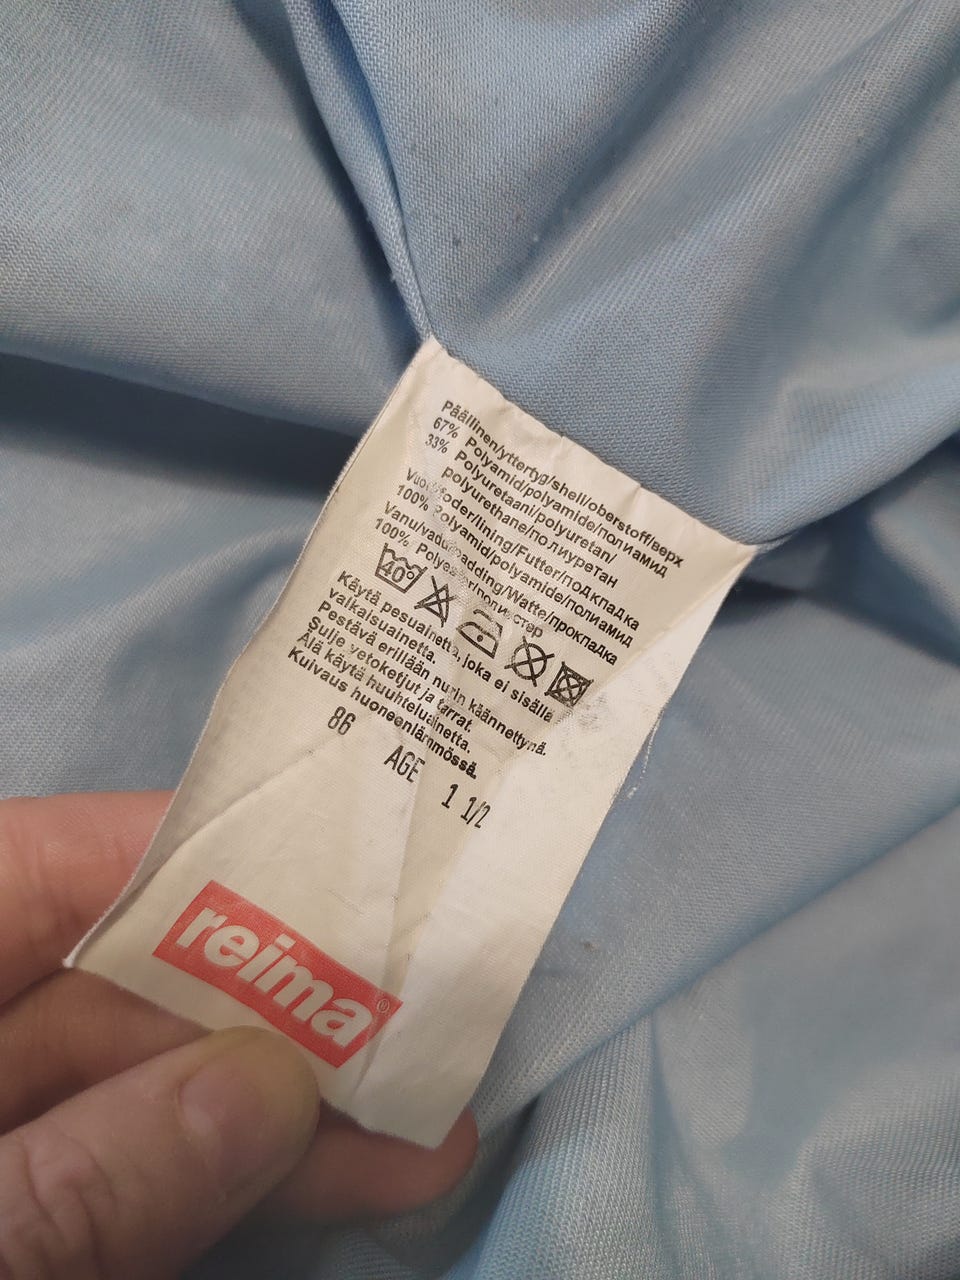 Päällinen/yttertyg/shell/oberstoff/верх
67% Polyamid/polyamide/полиамид
33% Polyuretaani/polyuretan/
polyurethane/полиуретан
foder/lining/Futter/подкладка
100% Polyamid/polyamide/полиамид
Vanu/vadd/padding/Watte/прокладка
100% Polyester/полиэстер
40°
Käytä pesuainetta, joka ei sisällä
valkaisuainetta.
Pestävä erillään nurin käännettynä.
Sulje vetoketjut ja tarrat.
Älä käytä huuhteluainetta.
Kuivaus huoneenlämmössä.
86 AGE 1 1/2
reima®